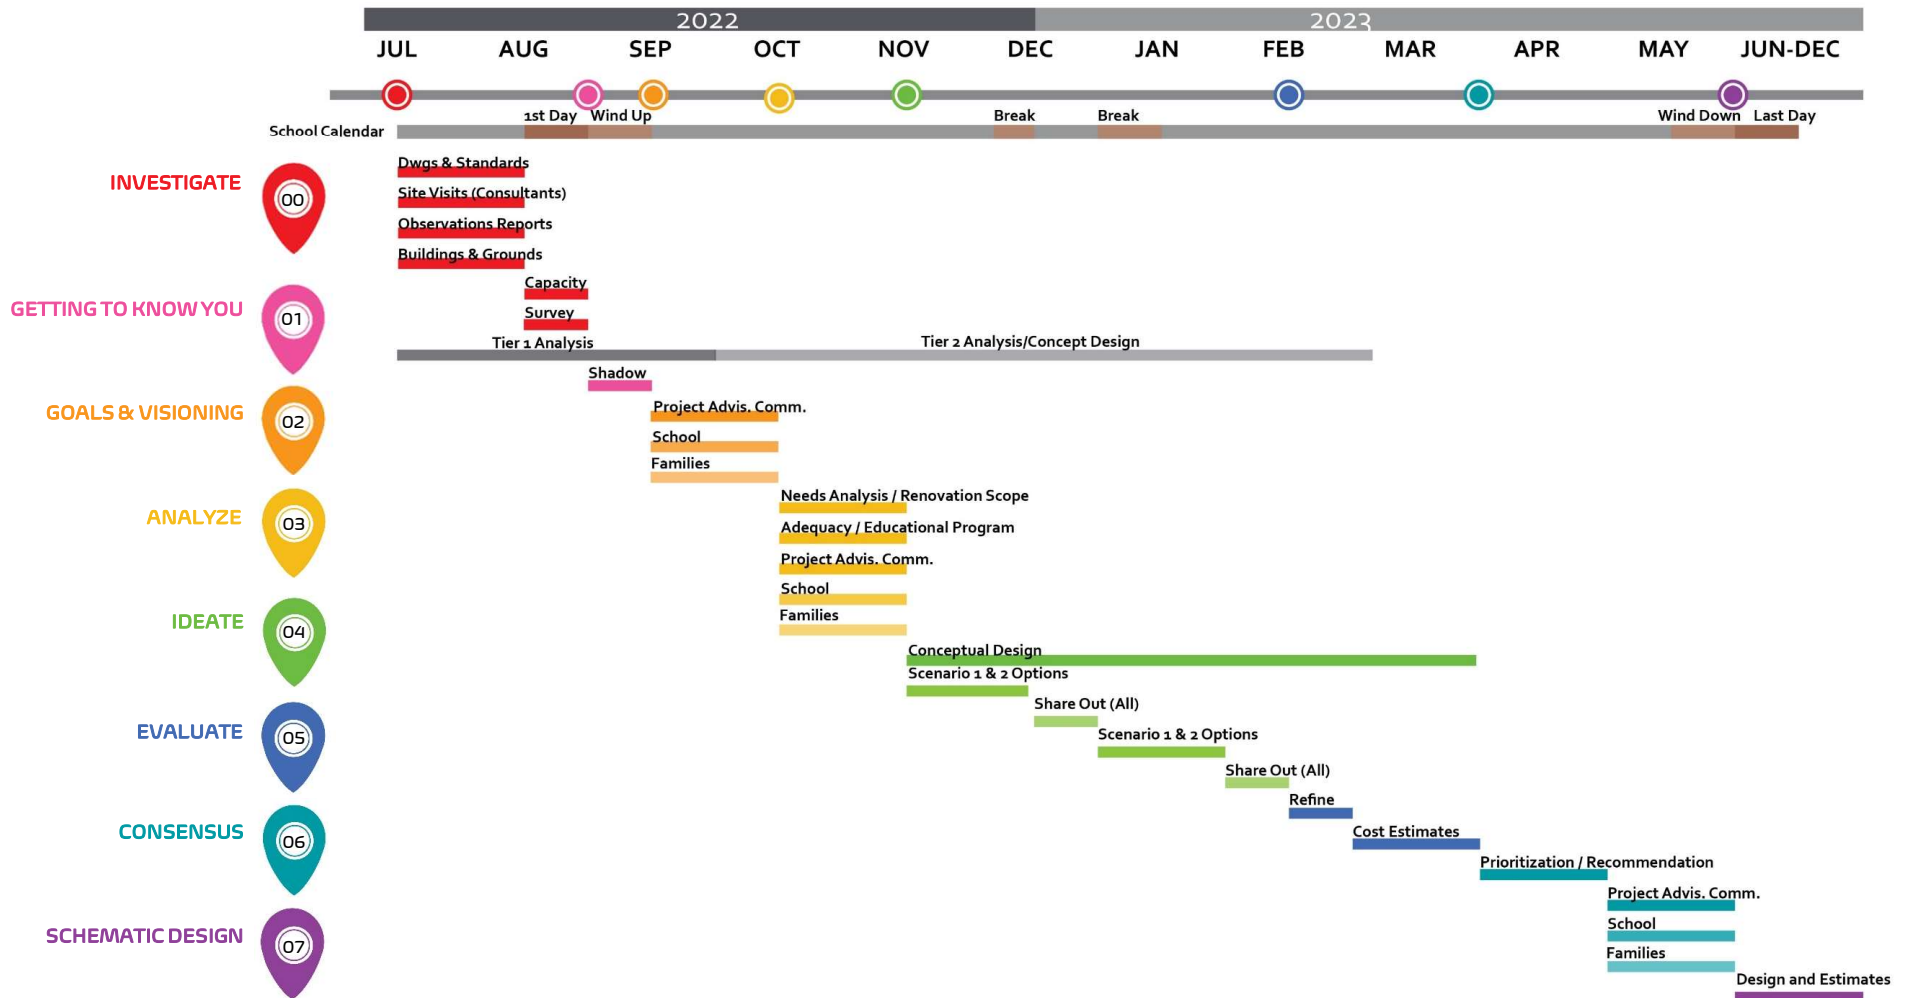 2022 2023
JUL AUG SEP OCT NOV DEC JAN FEB MAR APR MAY JUN-DEC
1st Day Wind Up Break Break Wind Down Last Day
School Calendar
Dwgs & Standards
INVESTIGATE 00
Site Visits (Consultants)
Observations Reports
Buildings & Grounds
Capacity
GETTING TO KNOW YOU 01
Survey
Tier 1 Analysis Tier 2 Analysis/Concept Design
Shadow
GOALS & VISIONING 02
Project Advis. Comm.
School
Families
Needs Analysis / Renovation Scope
ANALYZE 03
Adequacy / Educational Program
Project Advis. Comm.
School
Families
IDEATE 04
Conceptual Design
Scenario 1 & 2 Options
Share Out (All)
EVALUATE 05
Scenario 1 & 2 Options
Share Out (All)
Refine
CONSENSUS 06
Cost Estimates
Prioritization / Recommendation
Project Advis. Comm.
School
SCHEMATIC DESIGN 07
Families
Design and Estimates